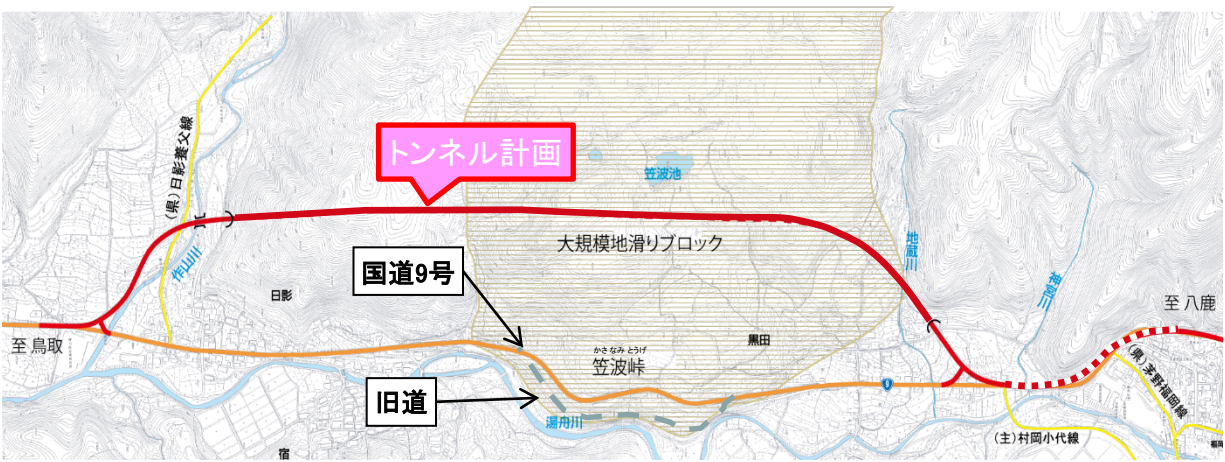 (県)日影養父線
トンネル計画
笠波池
大規模地滑りブロック
作山川
地蔵川
国道9号
日影
至 鳥取
至 八鹿
かさなみ とうげ
笠波峠
黒田
旧道
9
湯舟川
(県)茅野福岡線
(主)村岡小代線
宿